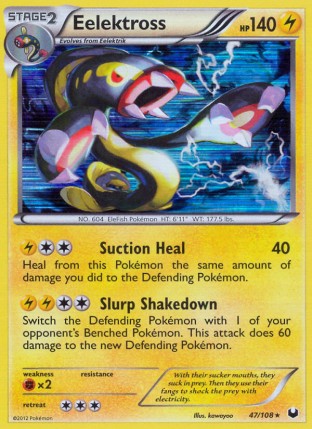 STAGE2 Eelektross HP140
Evolves from Eelektrik
NO. 604 EleFish Pokémon HT: 6'11" WT: 177.5 lbs.
Suction Heal 40
Heal from this Pokémon the same amount of
damage you did to the Defending Pokémon.
Slurp Shakedown
Switch the Defending Pokémon with 1 of your
opponent's Benched Pokémon. This attack does 60
damage to the new Defending Pokémon.
weakness resistance
×2
retreat
With their sucker mouths, they
suck in prey. Then they use their
fangs to shock the prey with
electricity.
©2012 Pokémon Illus. kawayoo 47/108